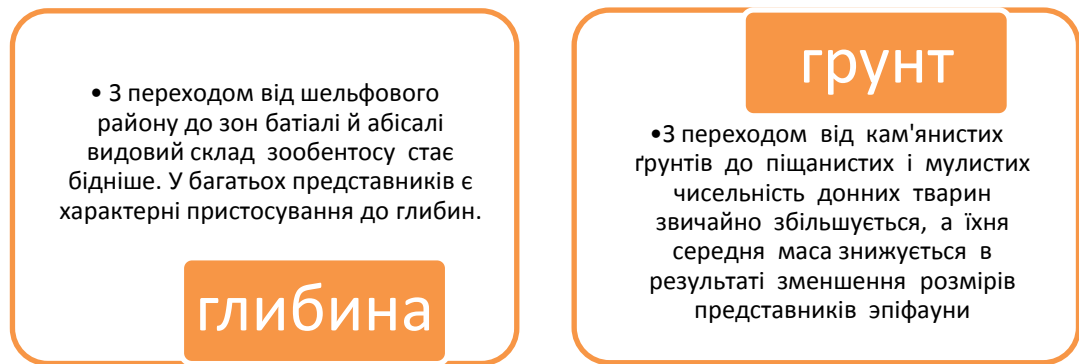 • З переходом від шельфового
району до зон батіалі й абісалі
видовий склад зообентосу стає
бідніше. У багатьох представників є
характерні пристосування до глибин.
глибина
грунт
•З переходом від кам'янистих
ґрунтів до піщанистих і мулистих
чисельність донних тварин
звичайно збільшується, а їхня
середня маса знижується в
результаті зменшення розмірів
представників эпіфауни